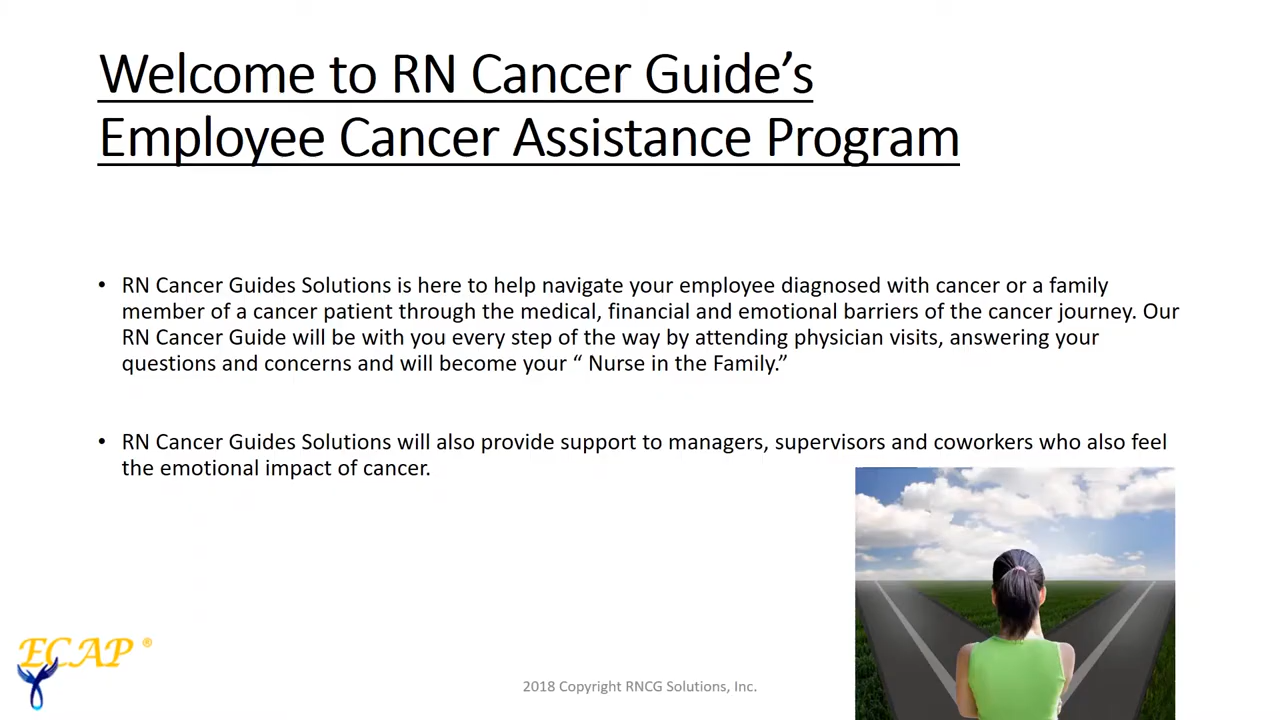 Welcome to RN Cancer Guide’s
Employee Cancer Assistance Program
• RN Cancer Guides Solutions is here to help navigate your employee diagnosed with cancer or a family
member of a cancer patient through the medical, financial and emotional barriers of the cancer journey. Our
RN Cancer Guide will be with you every step of the way by attending physician visits, answering your
questions and concerns and will become your “ Nurse in the Family.”
• RN Cancer Guides Solutions will also provide support to managers, supervisors and coworkers who also feel
the emotional impact of cancer.
ECAP ®
2018 Copyright RNCG Solutions, Inc.